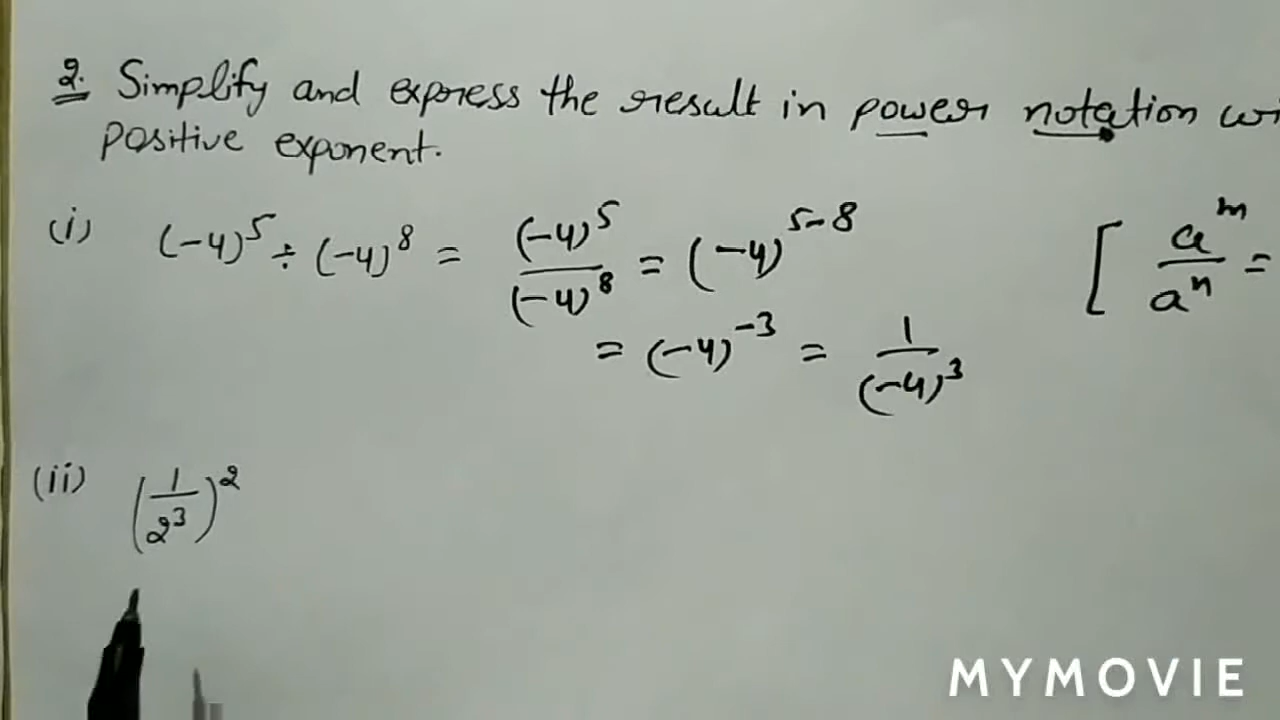 2. Simplify and express the result in power notation wi
positive exponent.
(i) (-4)^5 ÷ (-4)^8 = (-4)^5 / (-4)^8 = (-4)^{5-8} [ a^m / a^n =
= (-4)^{-3} = 1 / (-4)^3
(ii) (1 / 2^3)^2
MYMOVIE